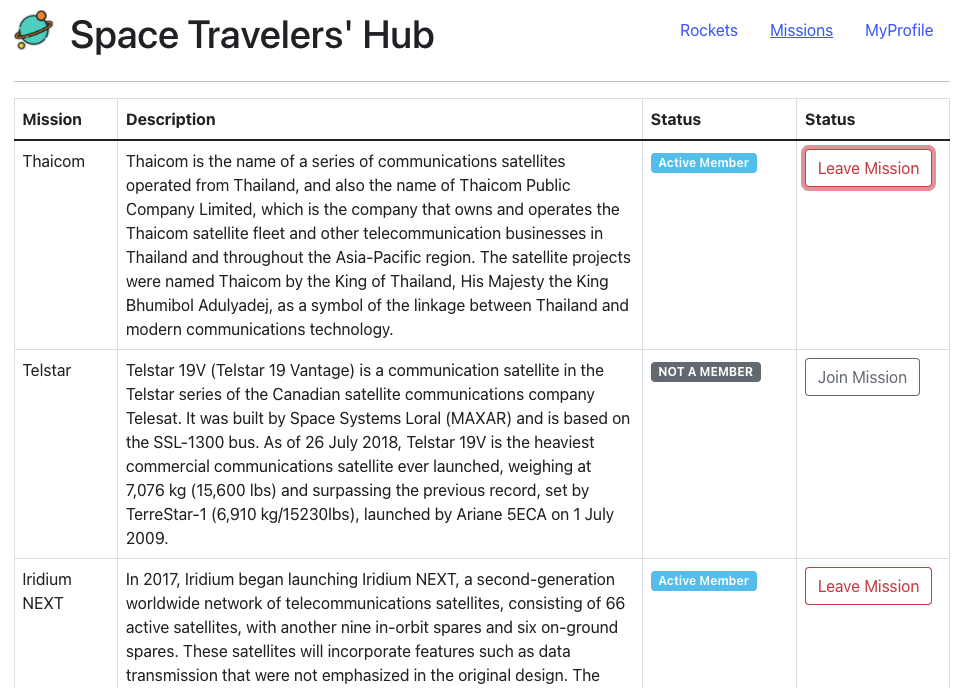 Space Travelers' Hub
Rockets
Missions
MyProfile
Mission
Description
Status
Status
Thaicom
Thaicom is the name of a series of communications satellites
operated from Thailand, and also the name of Thaicom Public
Company Limited, which is the company that owns and operates the
Thaicom satellite fleet and other telecommunication businesses in
Thailand and throughout the Asia-Pacific region. The satellite projects
were named Thaicom by the King of Thailand, His Majesty the King
Bhumibol Adulyadej, as a symbol of the linkage between Thailand and
modern communications technology.
Active Member
Leave Mission
Telstar
Telstar 19V (Telstar 19 Vantage) is a communication satellite in the
Telstar series of the Canadian satellite communications company
Telesat. It was built by Space Systems Loral (MAXAR) and is based on
the SSL-1300 bus. As of 26 July 2018, Telstar 19V is the heaviest
commercial communications satellite ever launched, weighing at
7,076 kg (15,600 lbs) and surpassing the previous record, set by
TerreStar-1 (6,910 kg/15230lbs), launched by Ariane 5ECA on 1 July
2009.
NOT A MEMBER
Join Mission
Iridium
NEXT
In 2017, Iridium began launching Iridium NEXT, a second-generation
worldwide network of telecommunications satellites, consisting of 66
active satellites, with another nine in-orbit spares and six on-ground
spares. These satellites will incorporate features such as data
transmission that were not emphasized in the original design. The
Active Member
Leave Mission